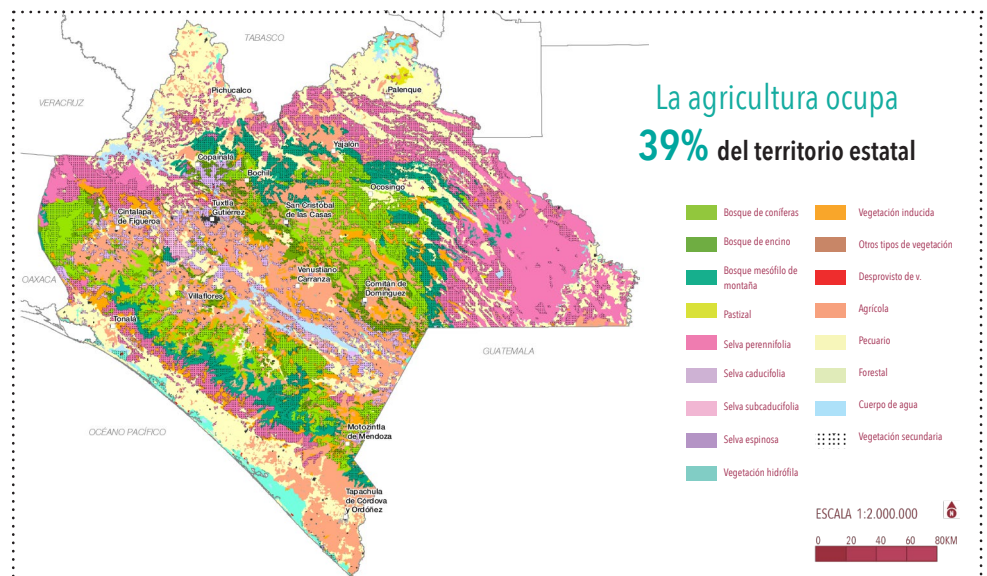 TABASCO
VERACRUZ
Pichucalco
Palenque
Yajalón
Copainalá
Bochil
Ocosingo
Tuxtla
Gutiérrez
San Cristóbal
de las Casas
Cintalapa
de Figueroa
OAXACA
Venustiano
Carranza
Comitán de
Domínguez
Villaflores
Tonalá
GUATEMALA
OCÉANO PACÍFICO
Motozintla
de Mendoza
Tapachula
de Córdova
y Ordóñez
La agricultura ocupa
39% del territorio estatal
Bosque de coníferas
Bosque de encino
Bosque mesófilo de
montaña
Pastizal
Selva perennifolia
Selva caducifolia
Selva subcaducifolia
Selva espinosa
Vegetación hidrófila
Vegetación inducida
Otros tipos de vegetación
Desprovisto de v.
Agrícola
Pecuario
Forestal
Cuerpo de agua
Vegetación secundaria
ESCALA 1:2.000.000
N
0 20 40 60 80KM